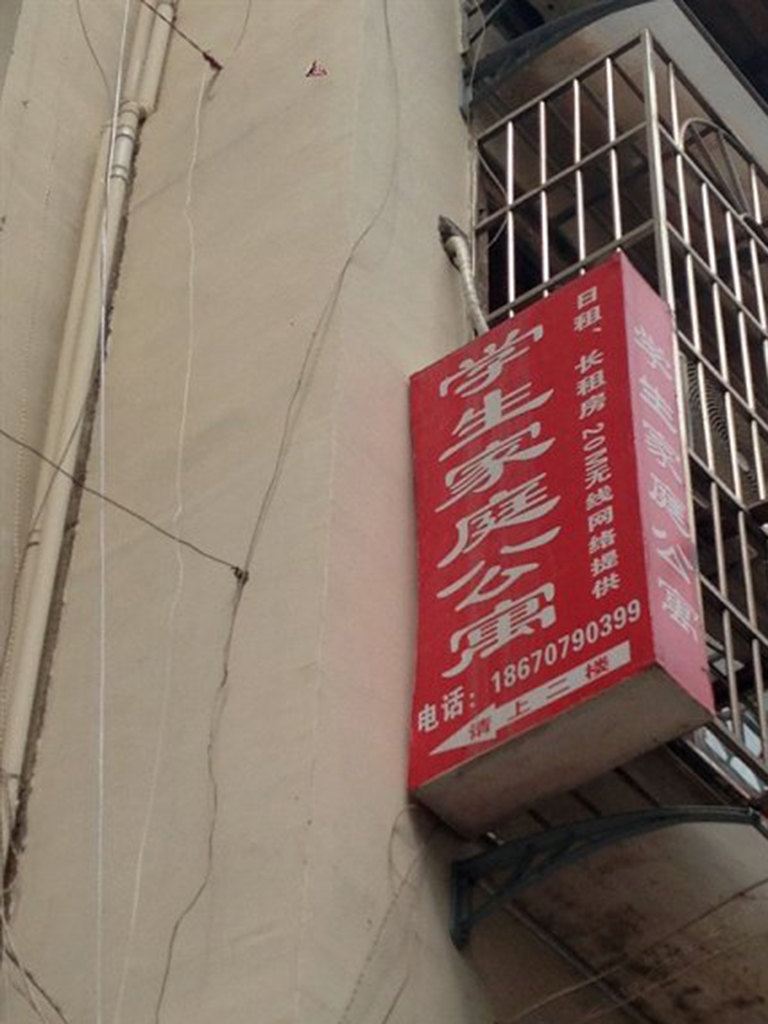 日租、长租房 20M无线网络提供
学生家庭公寓
电话：18670790399
请上二楼
学生家庭公寓